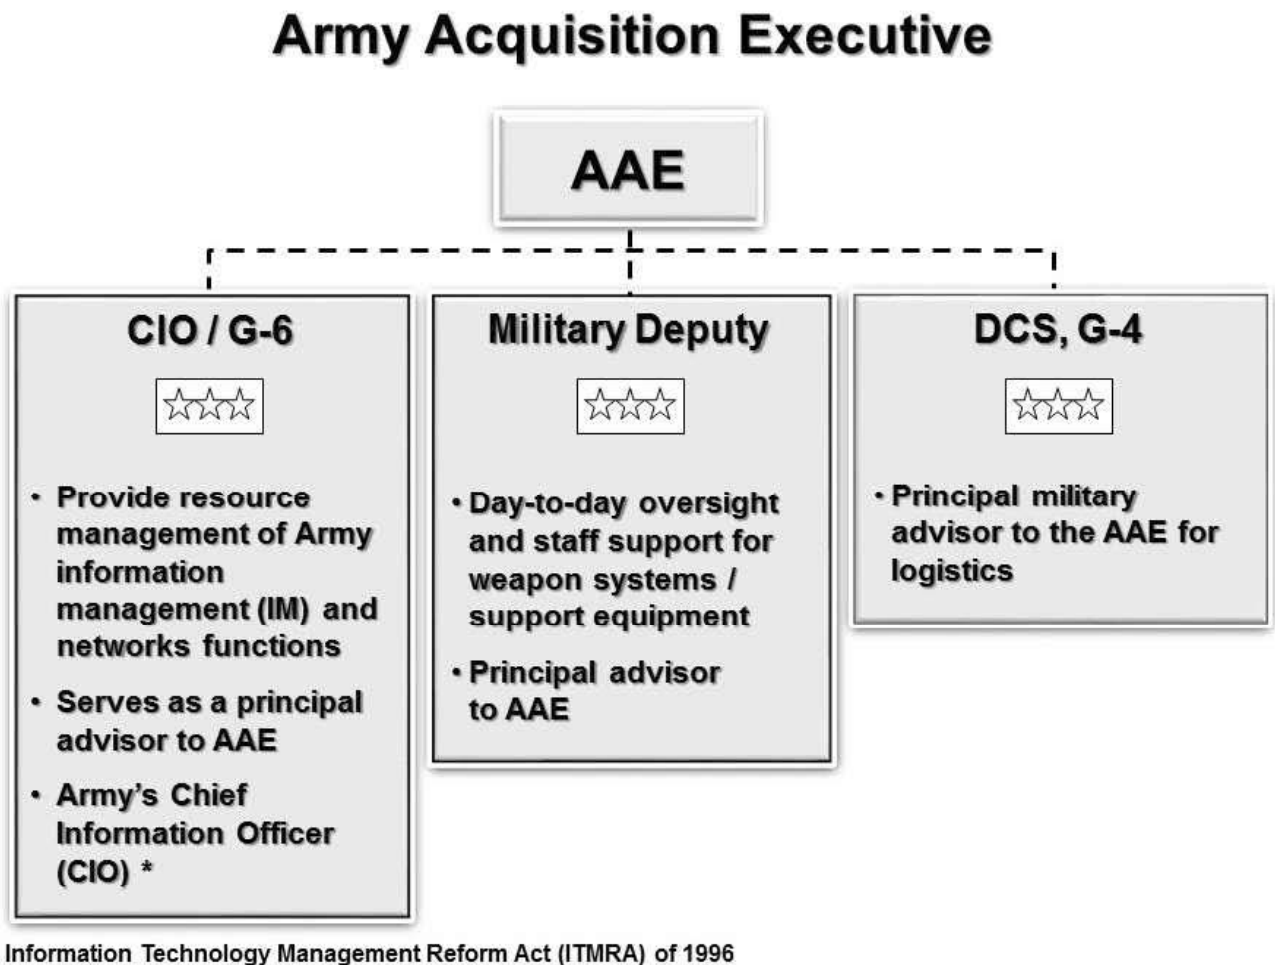 Army Acquisition Executive
AAE
CIO / G-6
• Provide resource
management of Army
information
management (IM) and
networks functions
• Serves as a principal
advisor to AAE
• Army's Chief
Information Officer
(CIO) *
Military Deputy
• Day-to-day oversight
and staff support for
weapon systems /
support equipment
• Principal advisor
to AAE
DCS, G-4
• Principal military
advisor to the AAE for
logistics
Information Technology Management Reform Act (ITMRA) of 1996